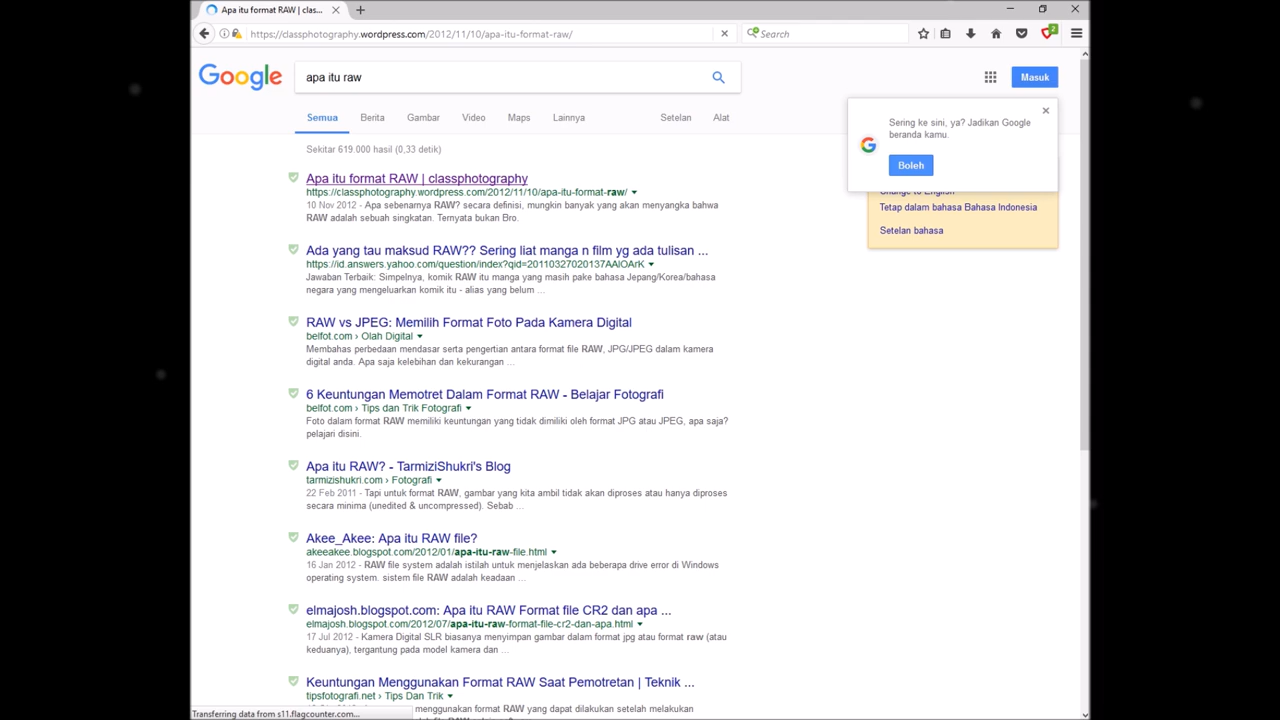 Apa itu format RAW | clas...
https://classphotography.wordpress.com/2012/11/10/apa-itu-format-raw/
Search
2
Google
apa itu raw
Masuk
Semua Berita Gambar Video Maps Lainnya Setelan Alat
Sering ke sini, ya? Jadikan Google
beranda kamu.
Boleh
Change to English
Tetap dalam bahasa Bahasa Indonesia
Setelan bahasa
Sekitar 619.000 hasil (0,33 detik)
Apa itu format RAW | classphotography
https://classphotography.wordpress.com/2012/11/10/apa-itu-format-raw/
10 Nov 2012 - Apa sebenarnya RAW? secara definisi, mungkin banyak yang akan menyangka bahwa
RAW adalah sebuah singkatan. Ternyata bukan Bro.
Ada yang tau maksud RAW?? Sering liat manga n film yg ada tulisan ...
https://id.answers.yahoo.com/question/index?qid=20110327020137AAlOArK
Jawaban Terbaik: Simpelnya, komik RAW itu manga yang masih pake bahasa Jepang/Korea/bahasa
negara yang mengeluarkan komik itu - alias yang belum ...
RAW vs JPEG: Memilih Format Foto Pada Kamera Digital
belfot.com › Olah Digital
Membahas perbedaan mendasar serta pengertian antara format file RAW, JPG/JPEG dalam kamera
digital anda. Apa saja kelebihan dan kekurangan ...
6 Keuntungan Memotret Dalam Format RAW - Belajar Fotografi
belfot.com › Tips dan Trik Fotografi
Foto dalam format RAW memiliki keuntungan yang tidak dimiliki oleh format JPG atau JPEG, apa saja?
pelajari disini.
Apa itu RAW? - TarmiziShukri's Blog
tarmizishukri.com › Fotografi
22 Feb 2011 - Tapi untuk format RAW, gambar yang kita ambil tidak akan diproses atau hanya diproses
secara minima (unedited & uncompressed). Sebab ...
Akee_Akee: Apa itu RAW file?
akeeakee.blogspot.com/2012/01/apa-itu-raw-file.html
16 Jan 2012 - RAW file system adalah istilah untuk menjelaskan ada beberapa drive error di Windows
operating system. sistem file RAW adalah keadaan ...
elmajosh.blogspot.com: Apa itu RAW Format file CR2 dan apa ...
elmajosh.blogspot.com/2012/07/apa-itu-raw-format-file-cr2-dan-apa.html
17 Jul 2012 - Kamera Digital SLR biasanya menyimpan gambar dalam format jpg atau format raw (atau
keduanya), tergantung pada model kamera dan ...
Keuntungan Menggunakan Format RAW Saat Pemotretan | Teknik ...
tipsfotografi.net › Tips Dan Trik
menggunakan format RAW yang dapat dilakukan setelah melakukan
Transferring data from s11.flagcounter.com...